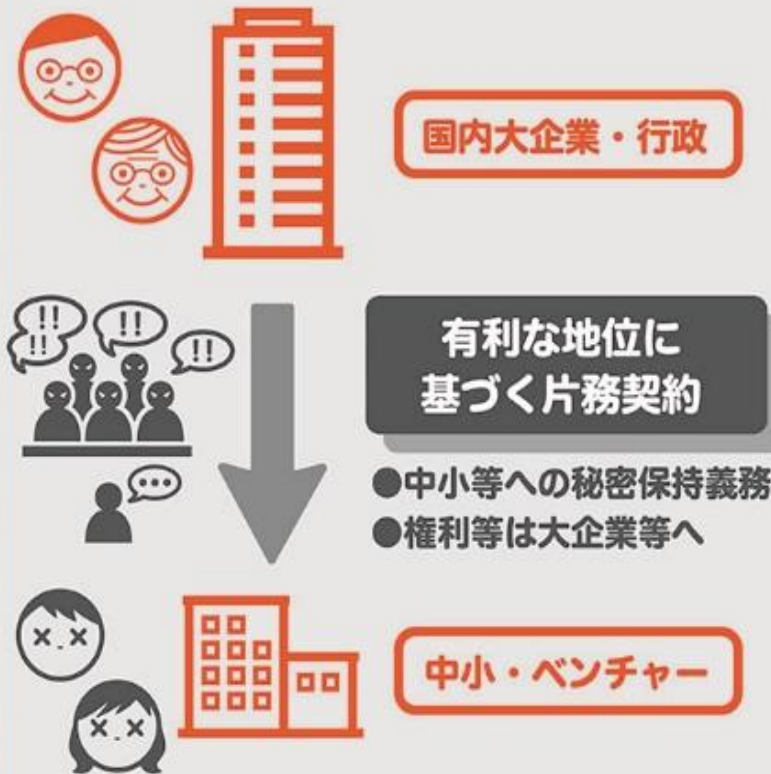 国内大企業・行政
!!
!!
!!
!!
有利な地位に
基づく片務契約
●中小等への秘密保持義務
●権利等は大企業等へ
中小・ベンチャー